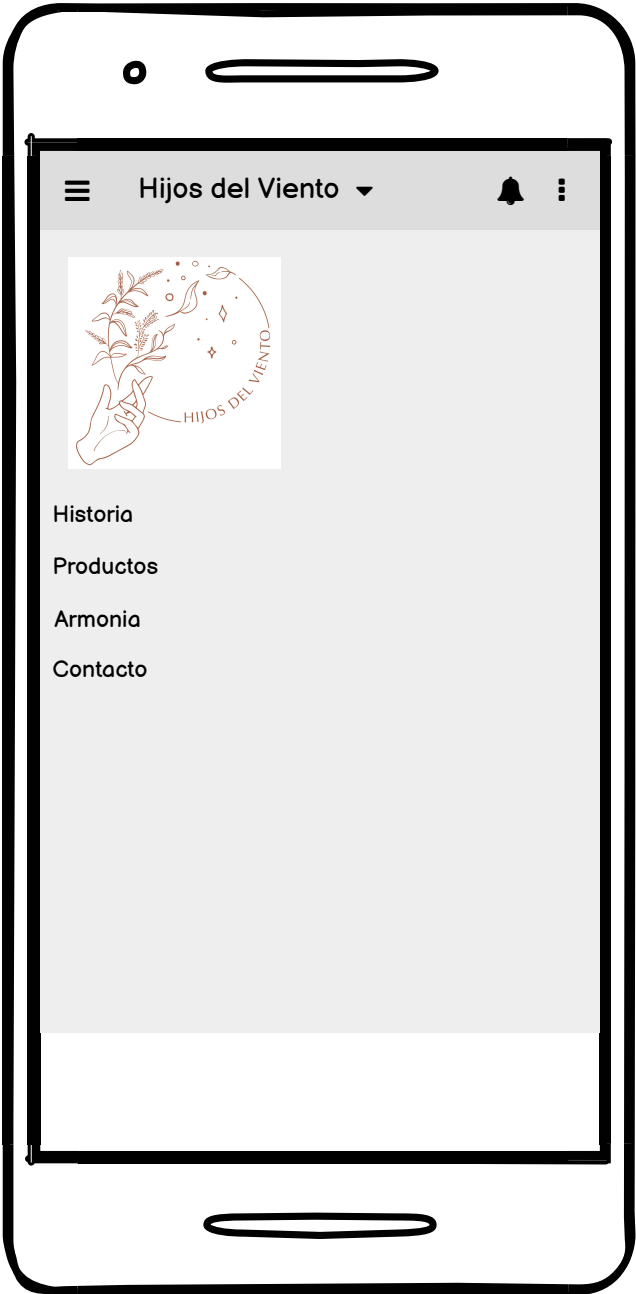 Hijos del Viento
HIJOS DEL VIENTO
Historia
Productos
Armonia
Contacto